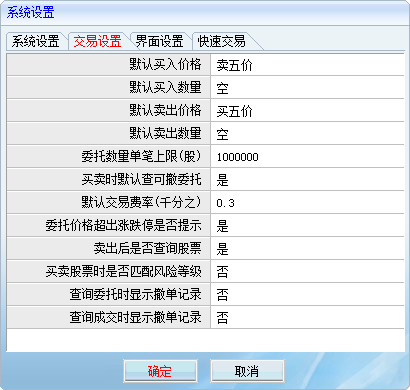 系统设置
系统设置 交易设置 界面设置 快速交易
默认买入价格 卖五价
默认买入数量 空
默认卖出价格 买五价
默认卖出数量 空
委托数量单笔上限(股) 1000000
买卖时默认查可撤委托 是
默认交易费率(千分之) 0.3
委托价格超出涨跌停是否提示 是
卖出后是否查询股票 是
买卖股票时是否匹配风险等级 否
查询委托时显示撤单记录 否
查询成交时显示撤单记录 否
确定 取消